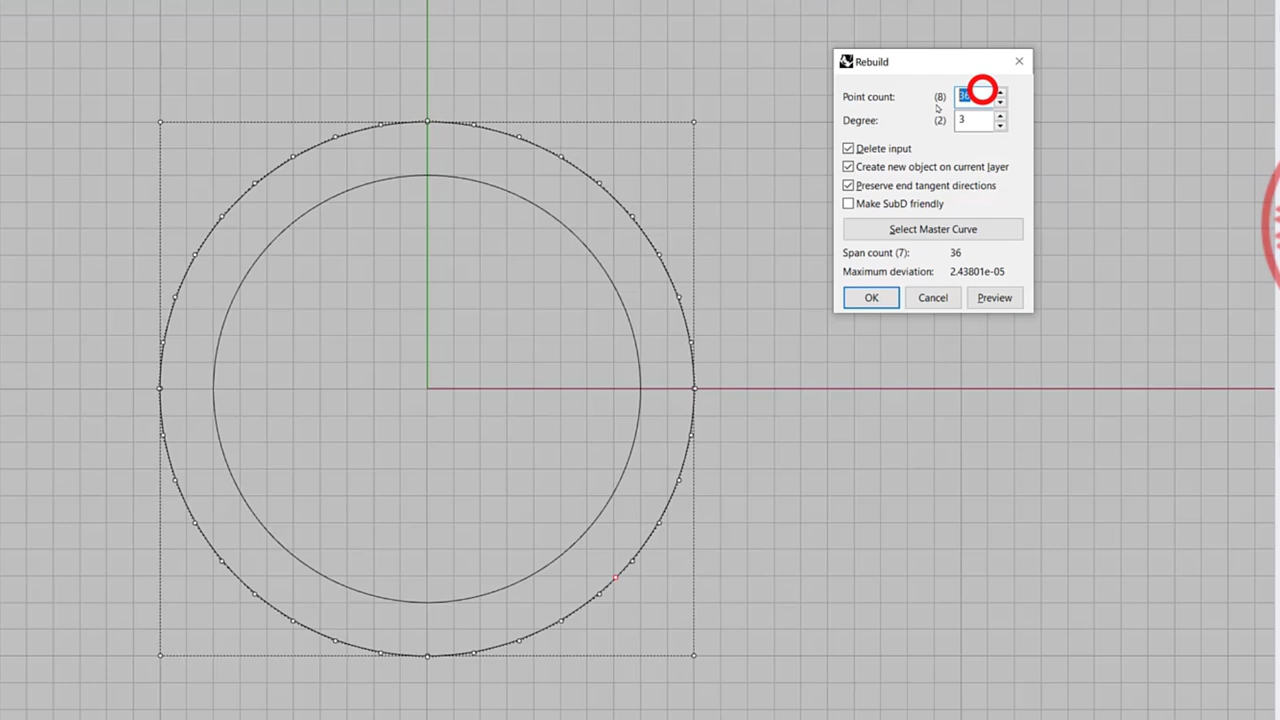 Rebuild
Point count: (8) 36
Degree: (2) 3
Delete input
Create new object on current layer
Preserve end tangent directions
Make SubD friendly
Select Master Curve
Span count (7): 36
Maximum deviation: 2.43801e-05
OK Cancel Preview